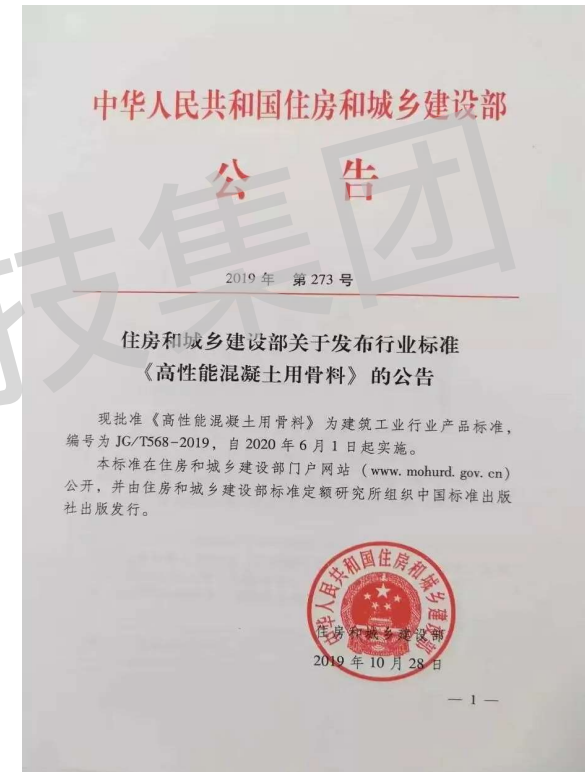 中华人民共和国住房和城乡建设部
公 告
2019 年 第 273 号
住房和城乡建设部关于发布行业标准
《高性能混凝土用骨料》的公告
现批准《高性能混凝土用骨料》为建筑工业行业产品标准，
编号为 JG/T568-2019，自 2020 年 6 月 1 日起实施。
本标准在住房和城乡建设部门户网站（www.mohurd.gov.cn）
公开，并由住房和城乡建设部标准定额研究所组织中国标准出版
社出版发行。
中华人民共和国住房和城乡建设部
住房和城乡建设部
2019 年 10 月 28 日
— 1 —
技集团